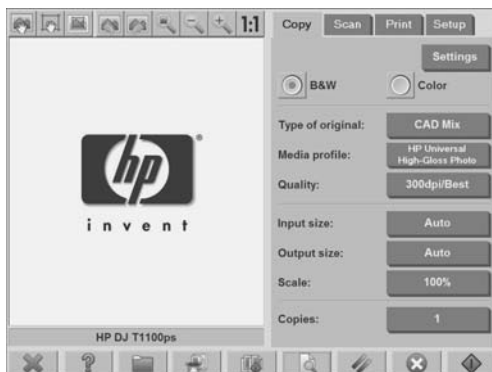 1:1
Copy Scan Print Setup
Settings
B&W Color
Type of original: CAD Mix
Media profile: HP Universal
High-Gloss Photo
Quality: 300dpi/Best
Input size: Auto
Output size: Auto
Scale: 100%
Copies: 1
hp
invent
HP DJ T1100ps